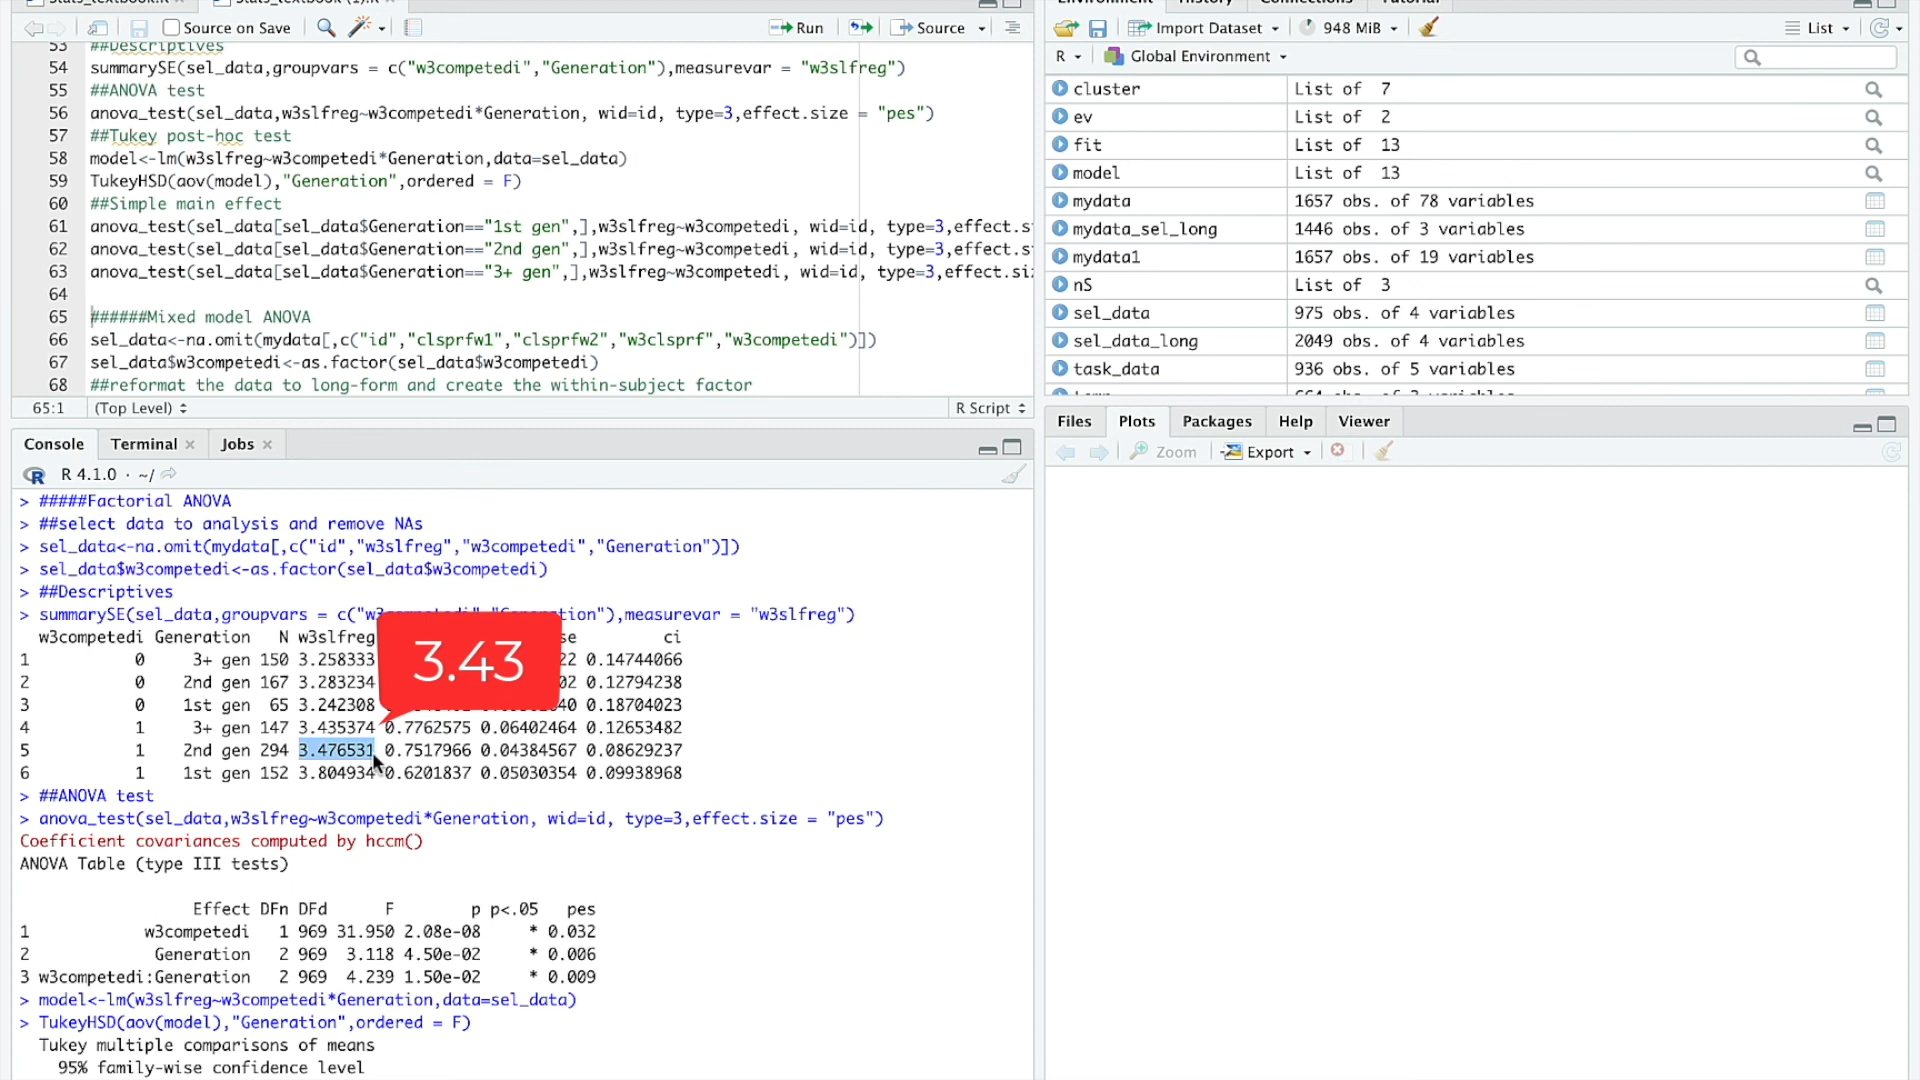 Stats_textbook.R
Stats_textbook (1).R
Source on Save
Run
Source
53 ##Descriptives
54 summarySE(sel_data,groupvars = c("w3competedi","Generation"),measurevar = "w3slfreg")
55 ##ANOVA test
56 anova_test(sel_data,w3slfreg~w3competedi*Generation, wid=id, type=3,effect.size = "pes")
57 ##Tukey post-hoc test
58 model<-lm(w3slfreg~w3competedi*Generation,data=sel_data)
59 TukeyHSD(aov(model),"Generation",ordered = F)
60 ##Simple main effect
61 anova_test(sel_data[sel_data$Generation=="1st gen",],w3slfreg~w3competedi, wid=id, type=3,effect.s
62 anova_test(sel_data[sel_data$Generation=="2nd gen",],w3slfreg~w3competedi, wid=id, type=3,effect.s
63 anova_test(sel_data[sel_data$Generation=="3+ gen",],w3slfreg~w3competedi, wid=id, type=3,effect.si
64
65 ######Mixed model ANOVA
66 sel_data<-na.omit(mydata[,c("id","clsprfw1","clsprfw2","w3clsprf","w3competedi")])
67 sel_data$w3competedi<-as.factor(sel_data$w3competedi)
68 ##reformat the data to long-form and create the within-subject factor
65:1 (Top Level) R Script
Console Terminal Jobs
R 4.1.0 · ~/
> #####Factorial ANOVA
> ##select data to analysis and remove NAs
> sel_data<-na.omit(mydata[,c("id","w3slfreg","w3competedi","Generation")])
> sel_data$w3competedi<-as.factor(sel_data$w3competedi)
> ##Descriptives
> summarySE(sel_data,groupvars = c("w3competedi","Generation"),measurevar = "w3slfreg")
w3competedi Generation N w3slfreg se ci
1 0 3+ gen 150 3.258333 22 0.14744066
3.43
2 0 2nd gen 167 3.283234 02 0.12794238
3 0 1st gen 65 3.242308 40 0.18704023
4 1 3+ gen 147 3.435374 0.7762575 0.06402464 0.12653482
5 1 2nd gen 294 3.476531 0.7517966 0.04384567 0.08629237
6 1 1st gen 152 3.804934 0.6201837 0.05030354 0.09938968
> ##ANOVA test
> anova_test(sel_data,w3slfreg~w3competedi*Generation, wid=id, type=3,effect.size = "pes")
Coefficient covariances computed by hccm()
ANOVA Table (type III tests)
Effect DFn DFd F p p<.05 pes
1 w3competedi 1 969 31.950 2.08e-08 * 0.032
2 Generation 2 969 3.118 4.50e-02 * 0.006
3 w3competedi:Generation 2 969 4.239 1.50e-02 * 0.009
> model<-lm(w3slfreg~w3competedi*Generation,data=sel_data)
> TukeyHSD(aov(model),"Generation",ordered = F)
Tukey multiple comparisons of means
95% family-wise confidence level
Environment History Connections Tutorial
Import Dataset 948 MiB List
R Global Environment
cluster List of 7
ev List of 2
fit List of 13
model List of 13
mydata 1657 obs. of 78 variables
mydata_sel_long 1446 obs. of 3 variables
mydata1 1657 obs. of 19 variables
nS List of 3
sel_data 975 obs. of 4 variables
sel_data_long 2049 obs. of 4 variables
task_data 936 obs. of 5 variables
Files Plots Packages Help Viewer
Zoom Export